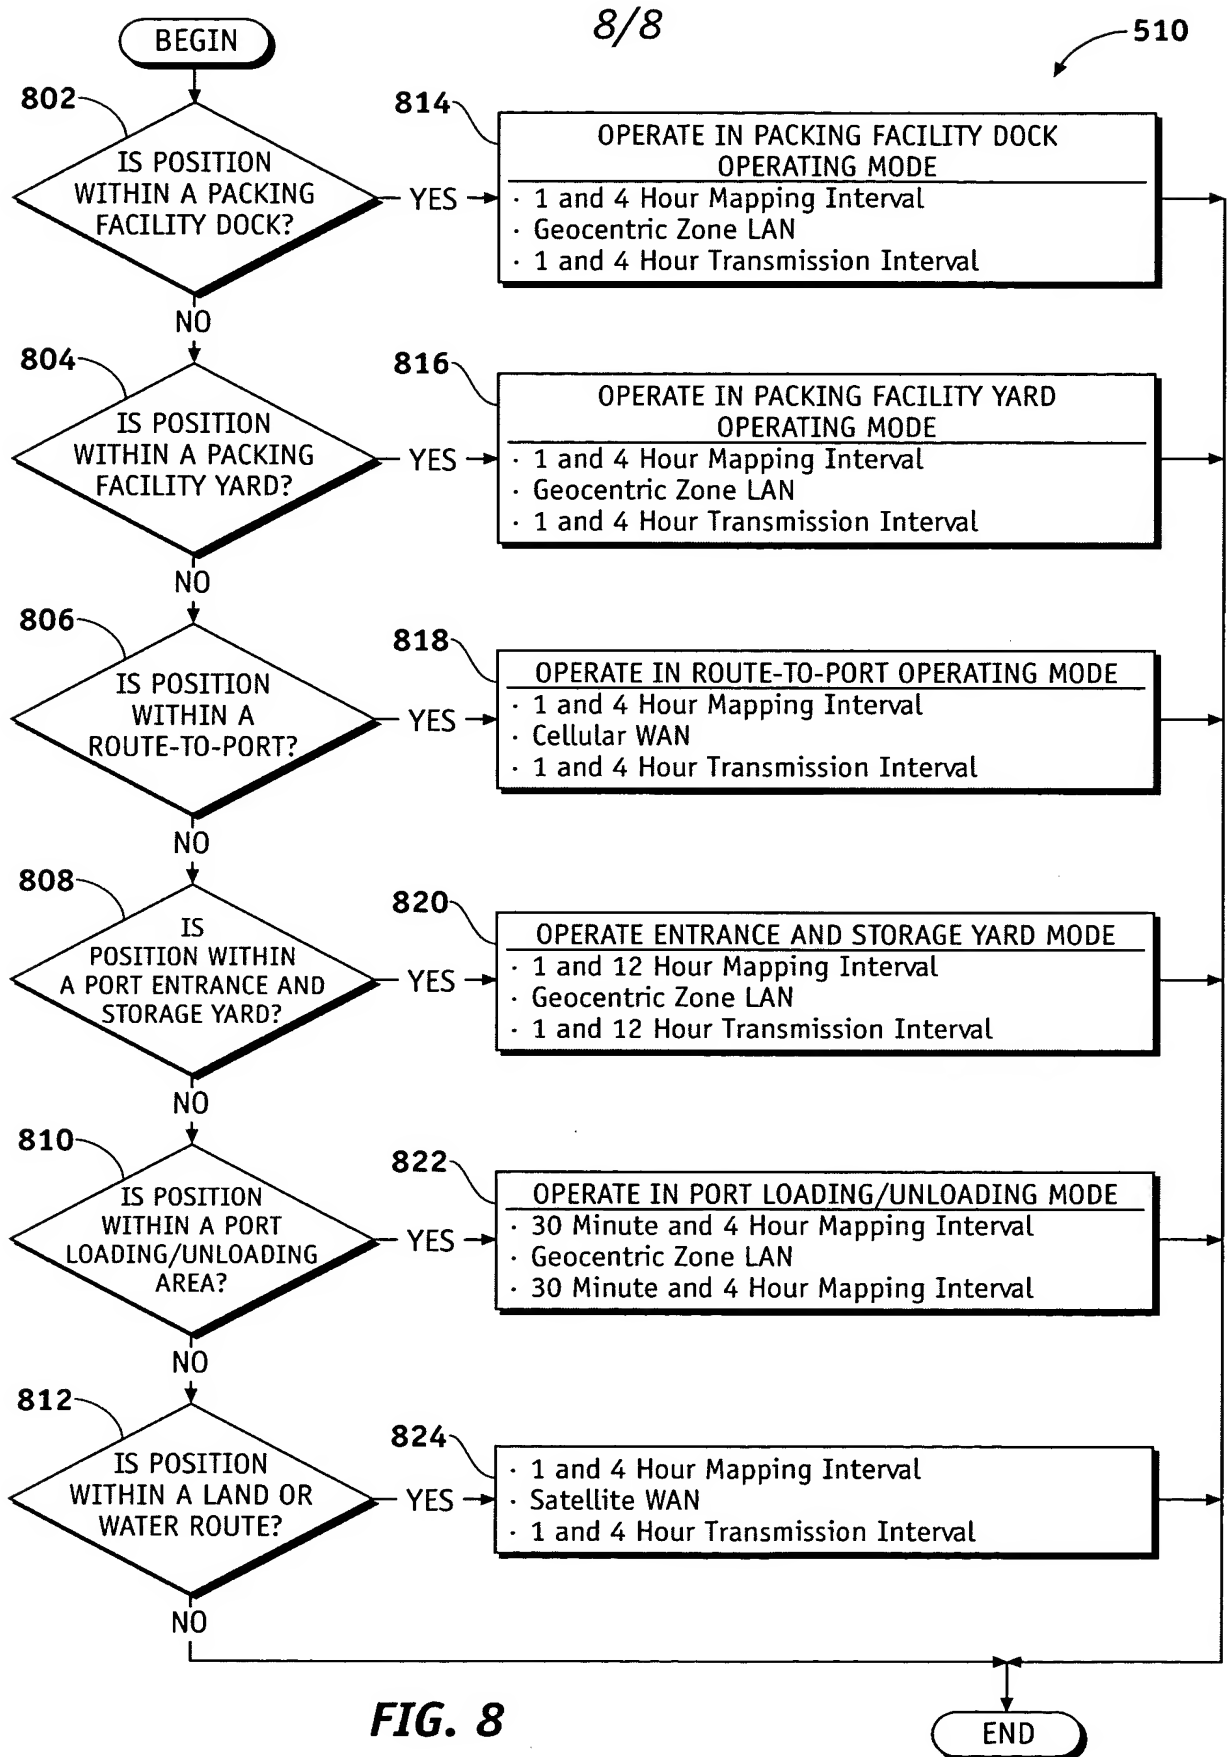 8/8
510
BEGIN
802
IS POSITION
WITHIN A PACKING
FACILITY DOCK?
YES
814
OPERATE IN PACKING FACILITY DOCK
OPERATING MODE
· 1 and 4 Hour Mapping Interval
· Geocentric Zone LAN
· 1 and 4 Hour Transmission Interval
NO
804
IS POSITION
WITHIN A PACKING
FACILITY YARD?
YES
816
OPERATE IN PACKING FACILITY YARD
OPERATING MODE
· 1 and 4 Hour Mapping Interval
· Geocentric Zone LAN
· 1 and 4 Hour Transmission Interval
NO
806
IS POSITION
WITHIN A
ROUTE-TO-PORT?
YES
818
OPERATE IN ROUTE-TO-PORT OPERATING MODE
· 1 and 4 Hour Mapping Interval
· Cellular WAN
· 1 and 4 Hour Transmission Interval
NO
808
IS
POSITION WITHIN
A PORT ENTRANCE AND
STORAGE YARD?
YES
820
OPERATE ENTRANCE AND STORAGE YARD MODE
· 1 and 12 Hour Mapping Interval
· Geocentric Zone LAN
· 1 and 12 Hour Transmission Interval
NO
810
IS POSITION
WITHIN A PORT
LOADING/UNLOADING
AREA?
YES
822
OPERATE IN PORT LOADING/UNLOADING MODE
· 30 Minute and 4 Hour Mapping Interval
· Geocentric Zone LAN
· 30 Minute and 4 Hour Mapping Interval
NO
812
IS POSITION
WITHIN A LAND OR
WATER ROUTE?
YES
824
· 1 and 4 Hour Mapping Interval
· Satellite WAN
· 1 and 4 Hour Transmission Interval
NO
END
FIG. 8